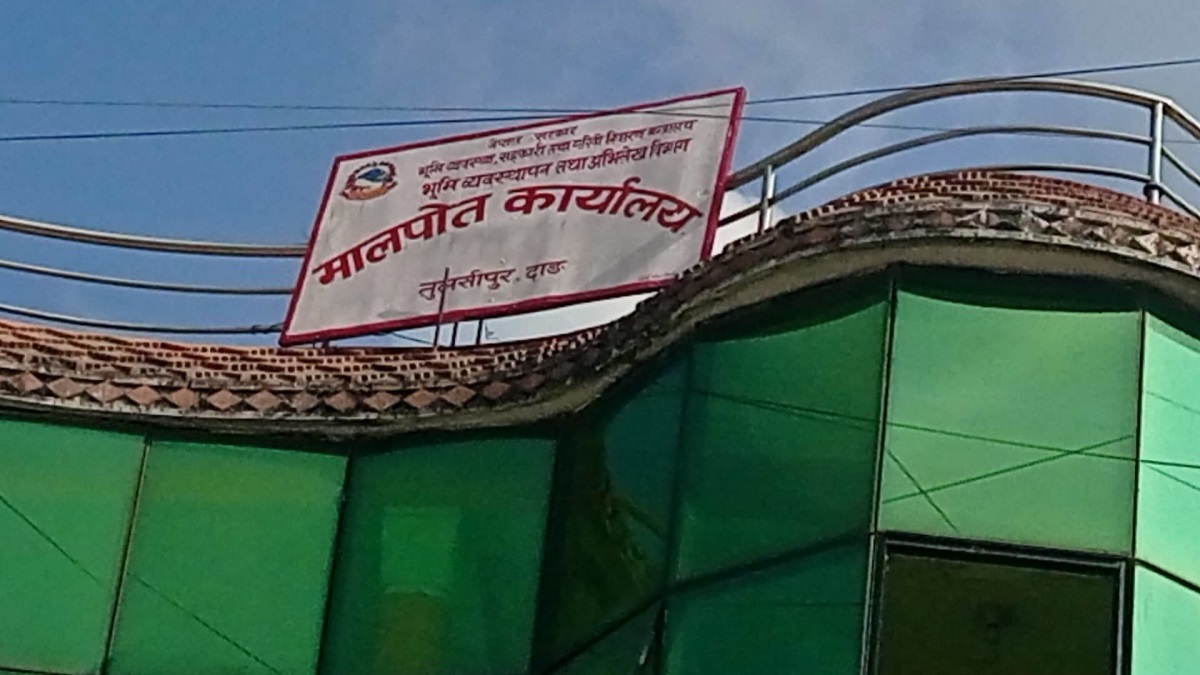 नेपाल सरकार
भूमि व्यवस्था, सहकारी तथा गरिवी निवारण मन्त्रालय
भूमि व्यवस्थापन तथा अभिलेख विभाग
मालपोत कार्यालय
तुलसीपुर, दाङ